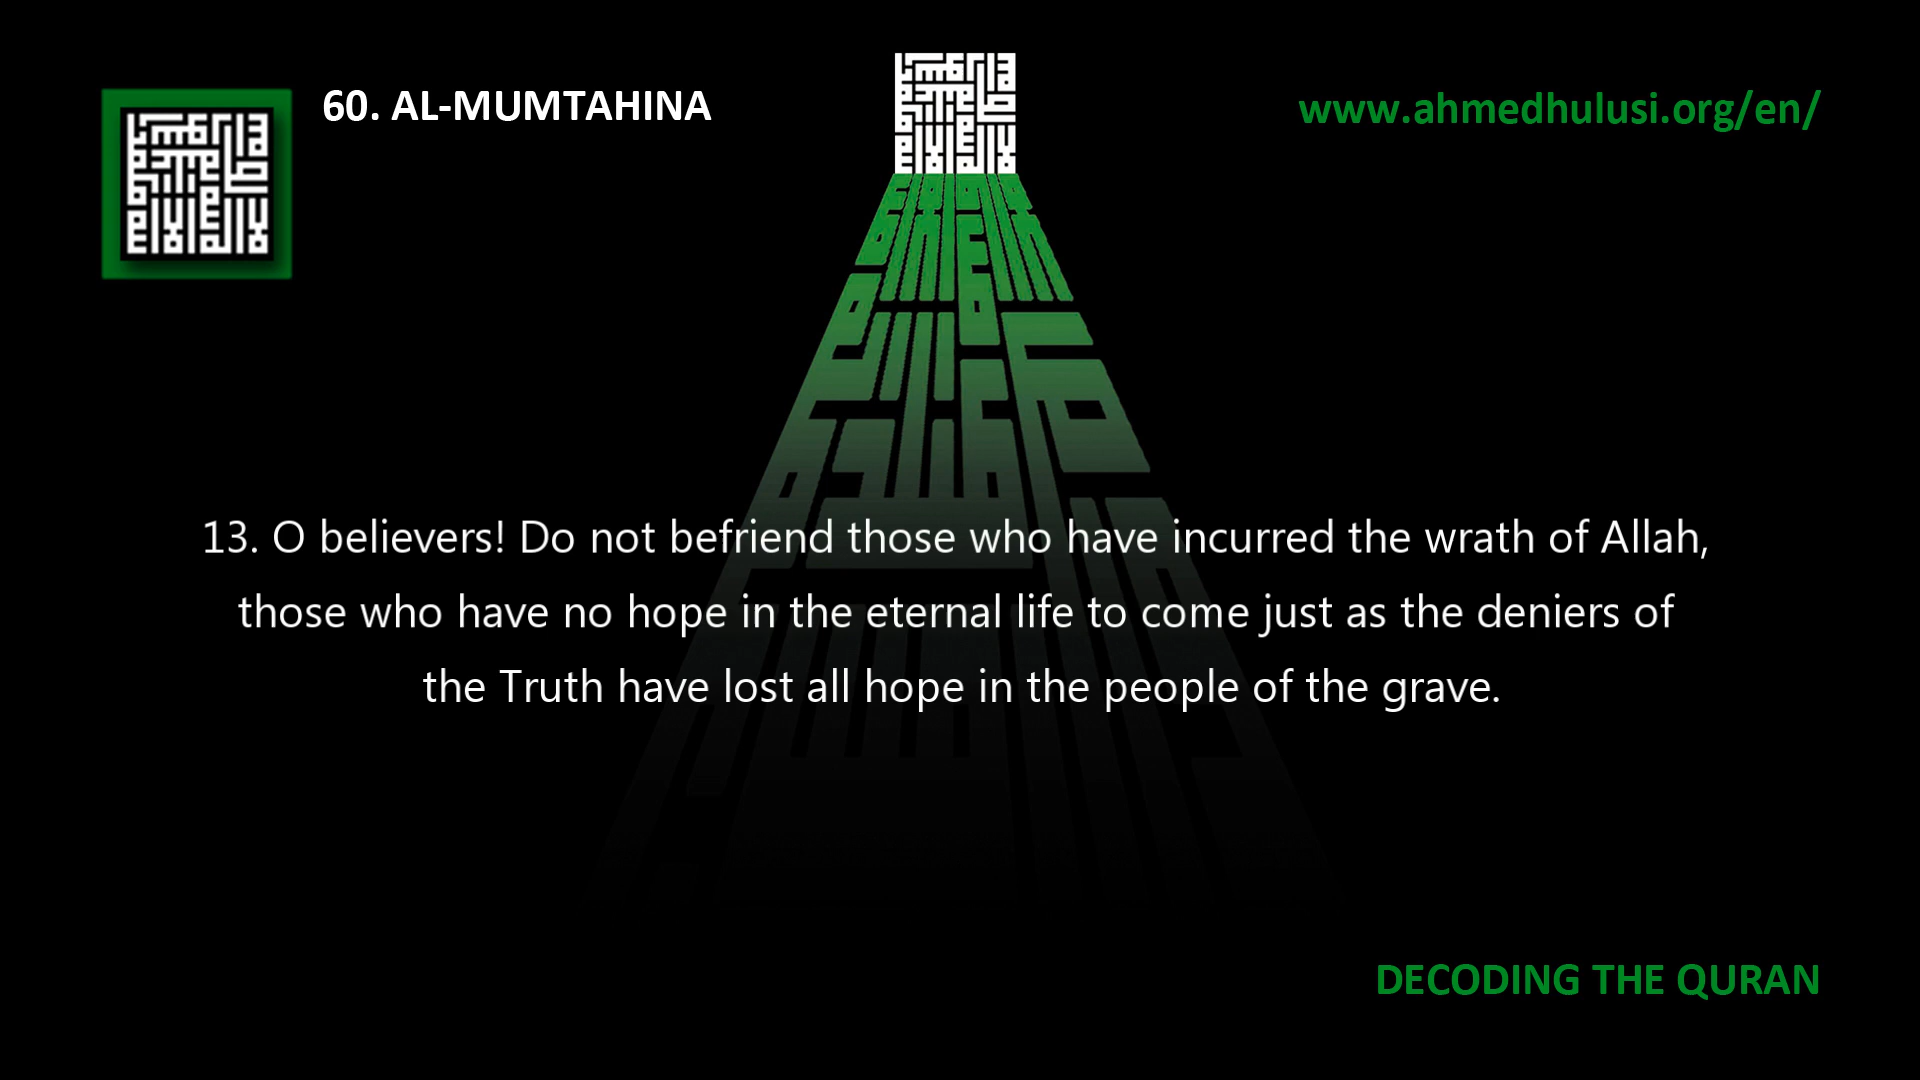 60. AL-MUMTAHINA
www.ahmedhulusi.org/en/
13. O believers! Do not befriend those who have incurred the wrath of Allah,
those who have no hope in the eternal life to come just as the deniers of
the Truth have lost all hope in the people of the grave.
DECODING THE QURAN